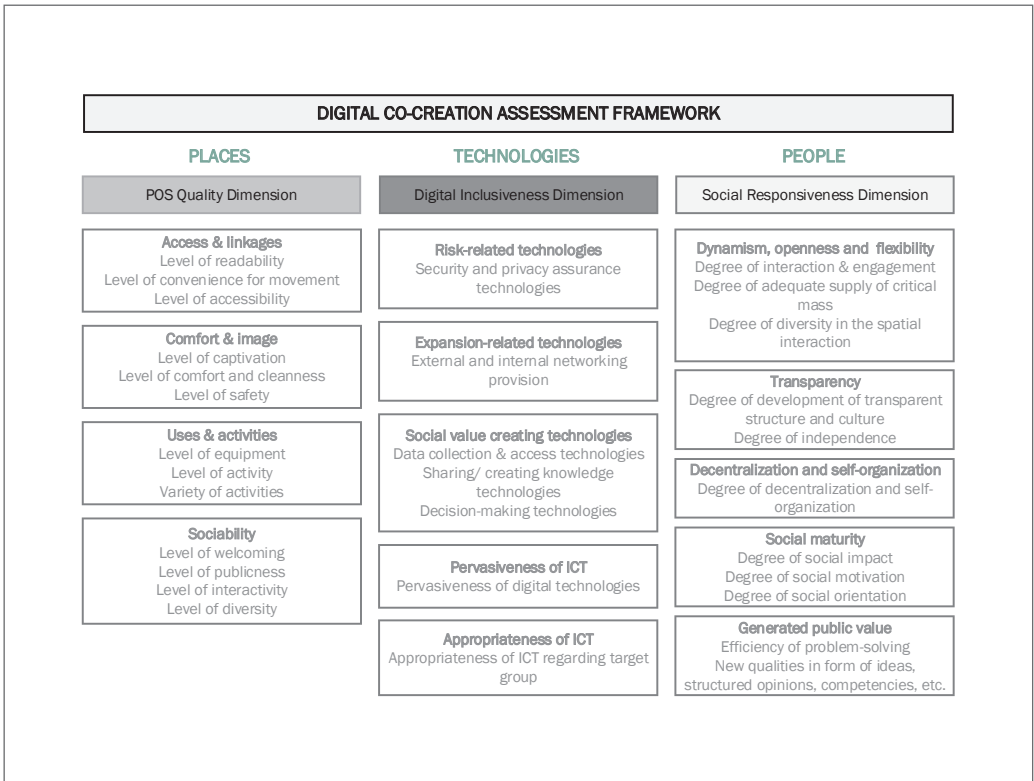 DIGITAL CO-CREATION ASSESSMENT FRAMEWORK
PLACES
POS Quality Dimension
Access & linkages
Level of readability
Level of convenience for movement
Level of accessibility
Comfort & image
Level of captivation
Level of comfort and cleanness
Level of safety
Uses & activities
Level of equipment
Level of activity
Variety of activities
Sociability
Level of welcoming
Level of publicness
Level of interactivity
Level of diversity
TECHNOLOGIES
Digital Inclusiveness Dimension
Risk-related technologies
Security and privacy assurance
technologies
Expansion-related technologies
External and internal networking
provision
Social value creating technologies
Data collection & access technologies
Sharing/ creating knowledge
technologies
Decision-making technologies
Pervasiveness of ICT
Pervasiveness of digital technologies
Appropriateness of ICT
Appropriateness of ICT regarding target
group
PEOPLE
Social Responsiveness Dimension
Dynamism, openness and flexibility
Degree of interaction & engagement
Degree of adequate supply of critical
mass
Degree of diversity in the spatial
interaction
Transparency
Degree of development of transparent
structure and culture
Degree of independence
Decentralization and self-organization
Degree of decentralization and self-
organization
Social maturity
Degree of social impact
Degree of social motivation
Degree of social orientation
Generated public value
Efficiency of problem-solving
New qualities in form of ideas,
structured opinions, competencies, etc.